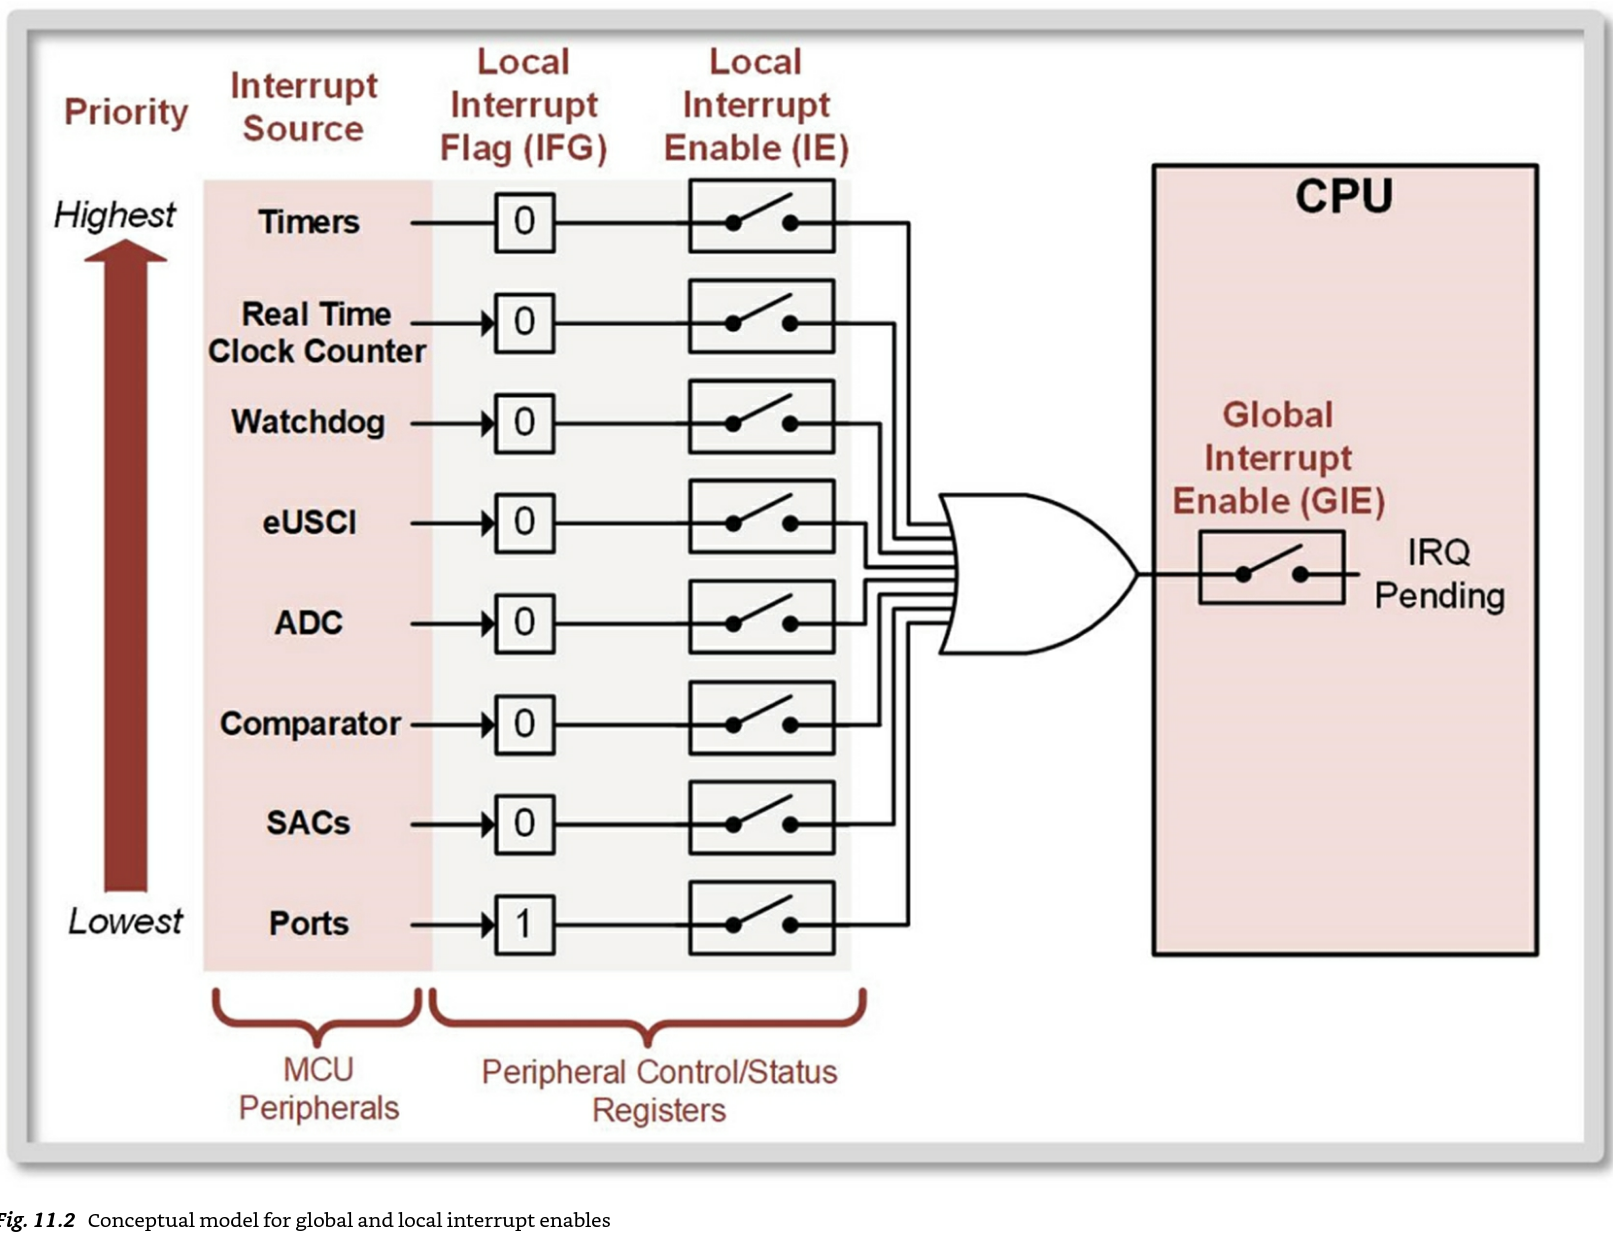 Priority
Interrupt
Source
Local
Interrupt
Flag (IFG)
Local
Interrupt
Enable (IE)
Highest
Timers
0
Real Time
Clock Counter
0
Watchdog
0
eUSCI
0
ADC
0
Comparator
0
SACs
0
Lowest
Ports
1
CPU
Global
Interrupt
Enable (GIE)
IRQ
Pending
MCU
Peripherals
Peripheral Control/Status
Registers
Fig. 11.2 Conceptual model for global and local interrupt enables